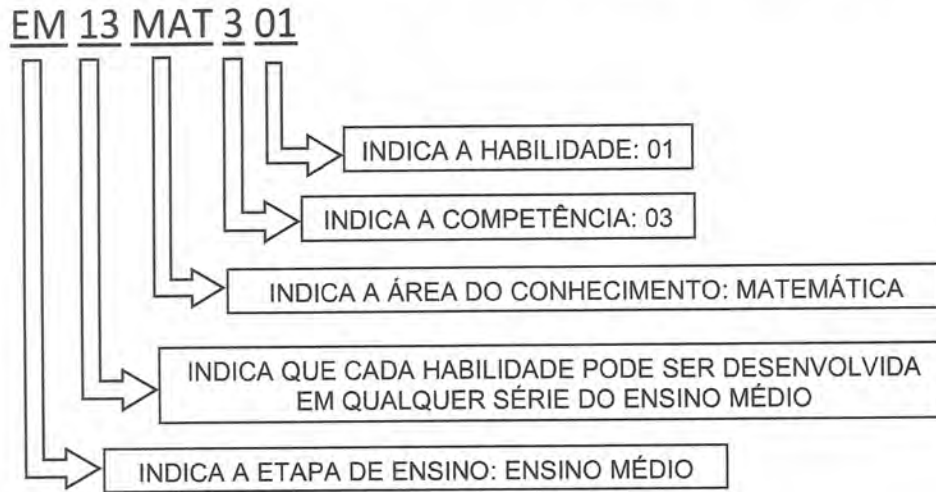 EM 13 MAT 3 01
INDICA A HABILIDADE: 01
INDICA A COMPETÊNCIA: 03
INDICA A ÁREA DO CONHECIMENTO: MATEMÁTICA
INDICA QUE CADA HABILIDADE PODE SER DESENVOLVIDA
EM QUALQUER SÉRIE DO ENSINO MÉDIO
INDICA A ETAPA DE ENSINO: ENSINO MÉDIO